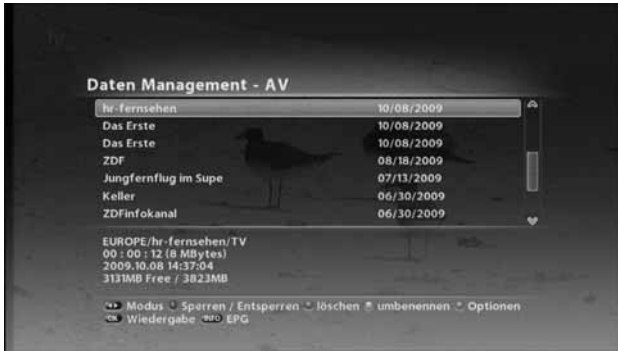 Daten Management - AV
hr-fernsehen 10/08/2009
Das Erste 10/08/2009
Das Erste 10/08/2009
ZDF 08/18/2009
Jungfernflug im Supe 07/13/2009
Keller 06/30/2009
ZDFinfokanal 06/30/2009
EUROPE/hr-fernsehen/TV
00 : 00 : 12 (8 MBytes)
2009.10.08 14:37:04
3131MB Free / 3823MB
Modus Sperren / Entsperren löschen umbenennen Optionen
OK Wiedergabe INFO EPG